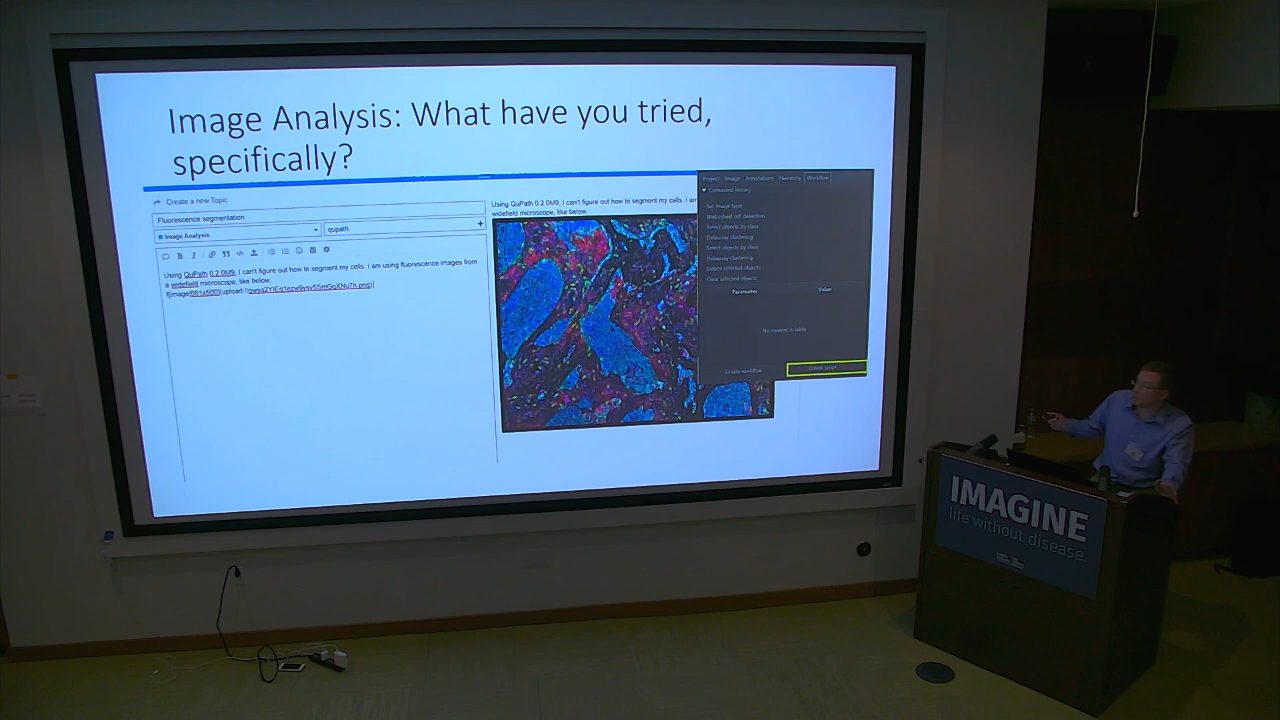 Image Analysis: What have you tried,
specifically?
Create a new Topic
Fluorescence segmentation
Image Analysis
qupath
Using QuPath 0.2.0M9, I can't figure out how to segment my cells. I am using fluorescence images from
a widefield microscope, like below.
Using QuPath 0.2.0M9, I can't figure out how to segment my cells. I am
widefield microscope, like below.
Project Image Annotations Hierarchy Workflow
Command history
Set image type
Watershed cell detection
Select objects by class
Delaunay clustering
Select objects by class
Delaunay clustering
Delete selected objects
Clear selected objects
Parameter Value
No content in table
Create workflow Create script
IMAGINE
life without disease.